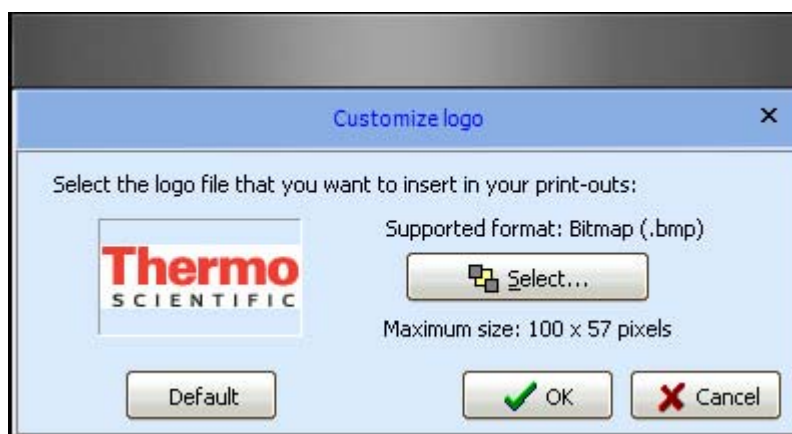 Customize logo
Select the logo file that you want to insert in your print-outs:
Supported format: Bitmap (.bmp)
Thermo
SCIENTIFIC
Select...
Maximum size: 100 x 57 pixels
Default
OK
Cancel